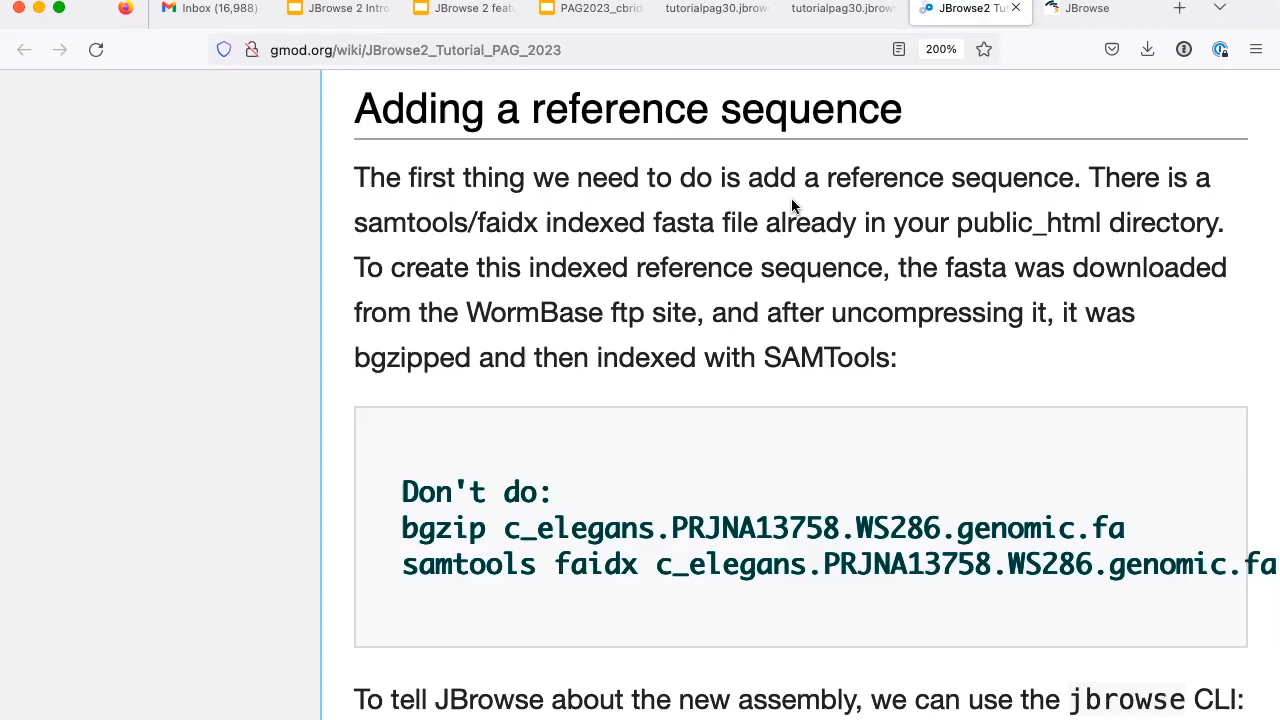 Inbox (16,988)
JBrowse 2 Intro
JBrowse 2 feat
PAG2023_cbrid
tutorialpag30.jbrows
tutorialpag30.jbrow
JBrowse2 Tut
JBrowse
gmod.org/wiki/JBrowse2_Tutorial_PAG_2023
200%
Adding a reference sequence
The first thing we need to do is add a reference sequence. There is a
samtools/faidx indexed fasta file already in your public_html directory.
To create this indexed reference sequence, the fasta was downloaded
from the WormBase ftp site, and after uncompressing it, it was
bgzipped and then indexed with SAMTools:
Don't do:
bgzip c_elegans.PRJNA13758.WS286.genomic.fa
samtools faidx c_elegans.PRJNA13758.WS286.genomic.fa
To tell JBrowse about the new assembly, we can use the jbrowse CLI: